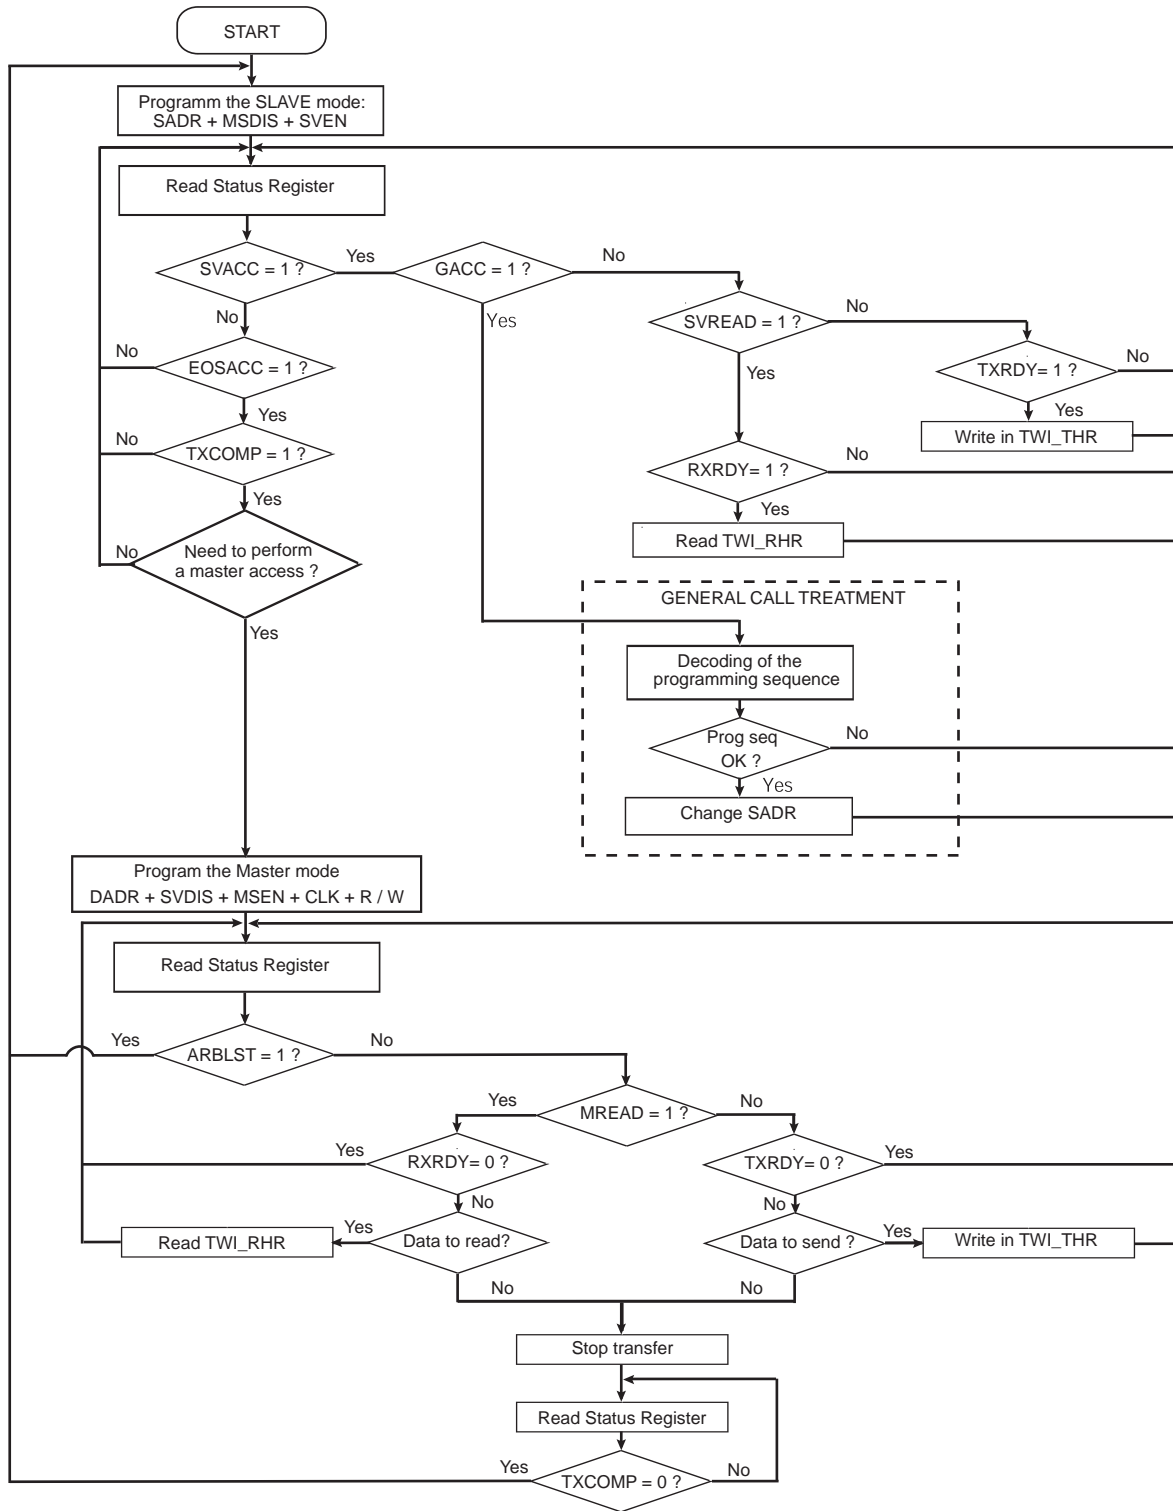 START
Programm the SLAVE mode:
SADR + MSDIS + SVEN
Read Status Register
SVACC = 1 ?
Yes
GACC = 1 ?
No
No
Yes
SVREAD = 1 ?
No
No
EOSACC = 1 ?
Yes
TXRDY= 1 ?
No
Yes
Yes
Write in TWI_THR
No
TXCOMP = 1 ?
RXRDY= 1 ?
No
Yes
Yes
Read TWI_RHR
No
Need to perform
a master access ?
Yes
GENERAL CALL TREATMENT
Decoding of the
programming sequence
Prog seq
OK ?
No
Yes
Change SADR
Program the Master mode
DADR + SVDIS + MSEN + CLK + R / W
Read Status Register
Yes
ARBLST = 1 ?
No
Yes
MREAD = 1 ?
No
Yes
RXRDY= 0 ?
TXRDY= 0 ?
Yes
No
No
Read TWI_RHR
Yes
Data to read?
Data to send ?
Yes
Write in TWI_THR
No
No
Stop transfer
Read Status Register
Yes
TXCOMP = 0 ?
No